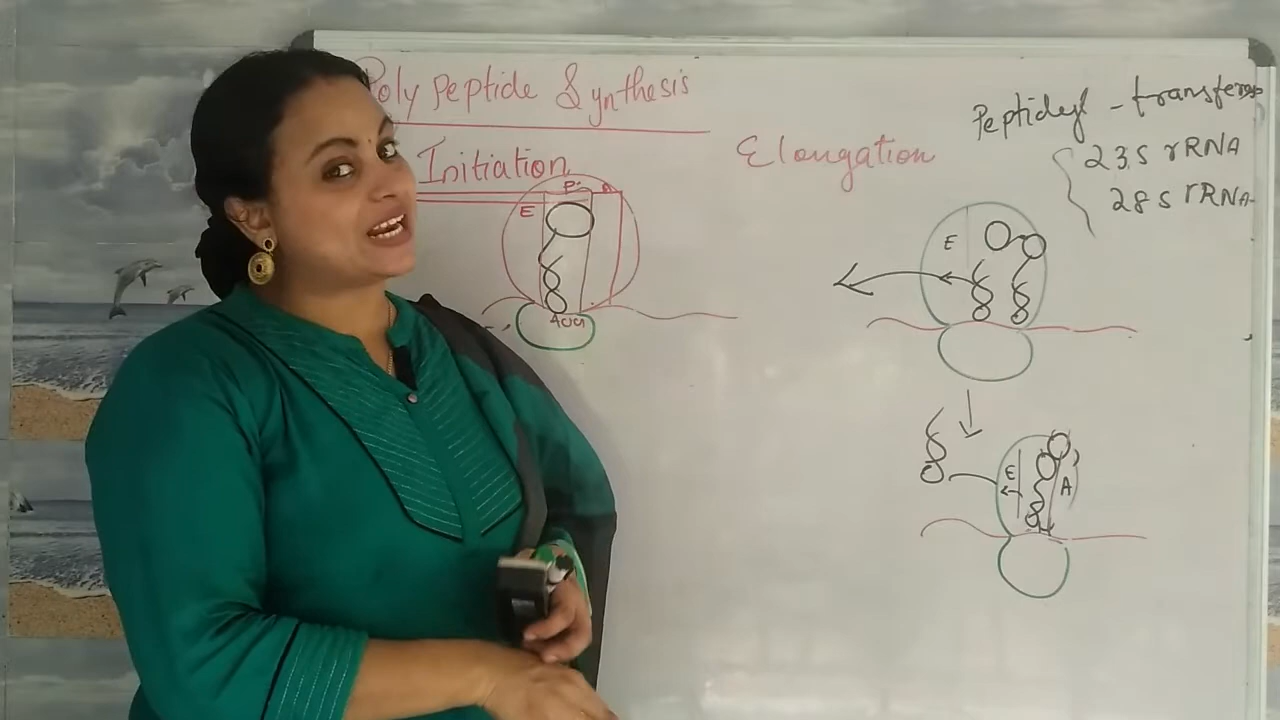 Poly Peptide Synthesis
Initiation
E P A
AUG
Elongation
Peptidyl - transferase
23S rRNA
28S rRNA
E
E A